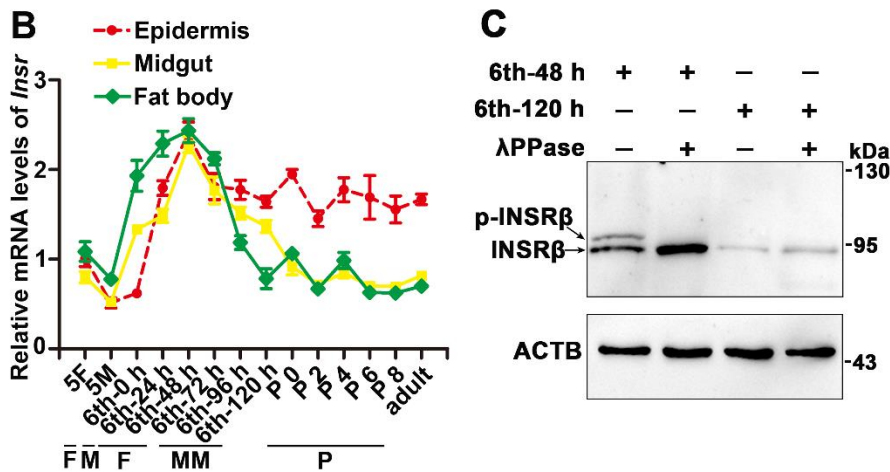 B
Epidermis
Midgut
Fat body
Relative mRNA levels of Insr
3
2
1
0
5F
5M
6th-0 h
6th-24 h
6th-48 h
6th-72 h
6th-96 h
6th-120 h
P 0
P 2
P 4
P 6
P 8
adult
F M F MM P
C
6th-48 h + + – –
6th-120 h – – + +
λPPase – + – +
kDa
-130
p-INSRβ
INSRβ
-95
ACTB
-43